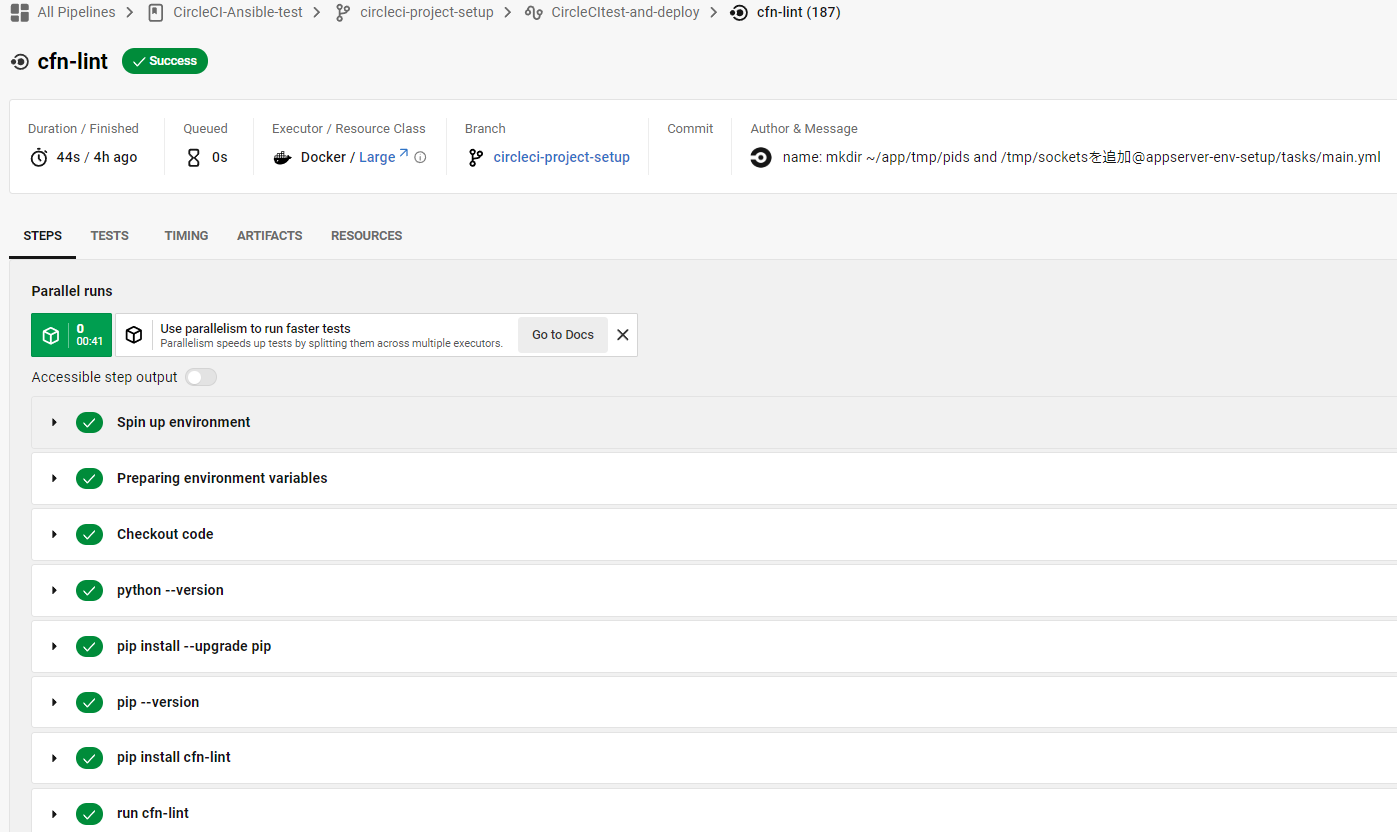 All Pipelines > CircleCI-Ansible-test > circleci-project-setup > CircleCItest-and-deploy > cfn-lint (187)
cfn-lint Success
Duration / Finished Queued Executor / Resource Class Branch Commit Author & Message
44s / 4h ago 0s Docker / Large circleci-project-setup name: mkdir ~/app/tmp/pids and /tmp/socketsを追加@appserver-env-setup/tasks/main.yml
STEPS TESTS TIMING ARTIFACTS RESOURCES
Parallel runs
0
00:41
Use parallelism to run faster tests
Parallelism speeds up tests by splitting them across multiple executors.
Go to Docs
Accessible step output
Spin up environment
Preparing environment variables
Checkout code
python --version
pip install --upgrade pip
pip --version
pip install cfn-lint
run cfn-lint